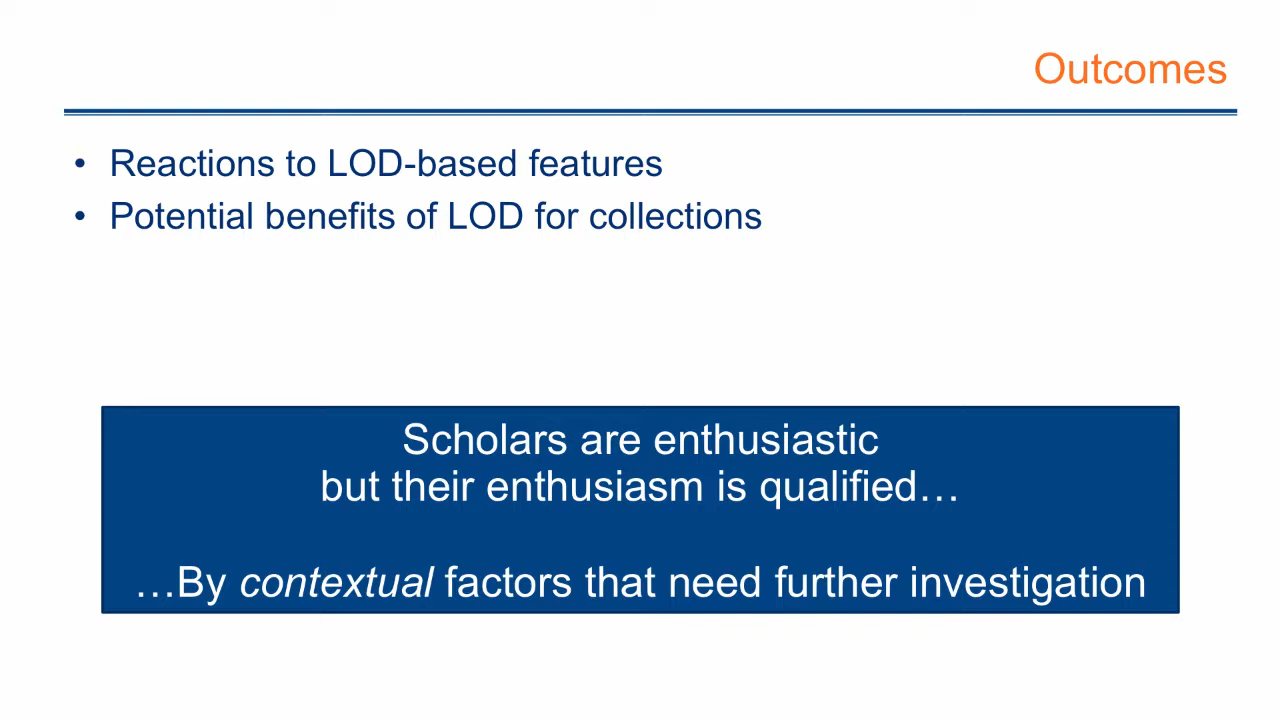 Outcomes
• Reactions to LOD-based features
• Potential benefits of LOD for collections
Scholars are enthusiastic
but their enthusiasm is qualified…
…By contextual factors that need further investigation